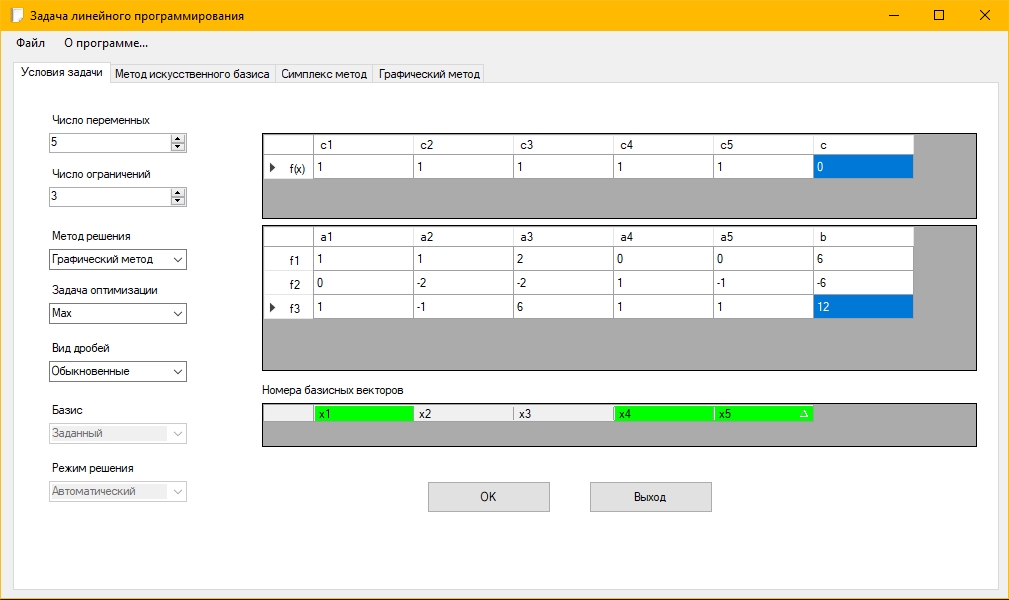 Задача линейного программирования
Файл О программе...
Условия задачи Метод искусственного базиса Симплекс метод Графический метод
Число переменных
5
Число ограничений
3
Метод решения
Графический метод
Задача оптимизации
Max
Вид дробей
Обыкновенные
Базис
Заданный
Режим решения
Автоматический
c1 c2 c3 c4 c5 c
f(x) 1 1 1 1 1 0
a1 a2 a3 a4 a5 b
f1 1 1 2 0 0 6
f2 0 -2 -2 1 -1 -6
f3 1 -1 6 1 1 12
Номера базисных векторов
x1 x2 x3 x4 x5
OK Выход